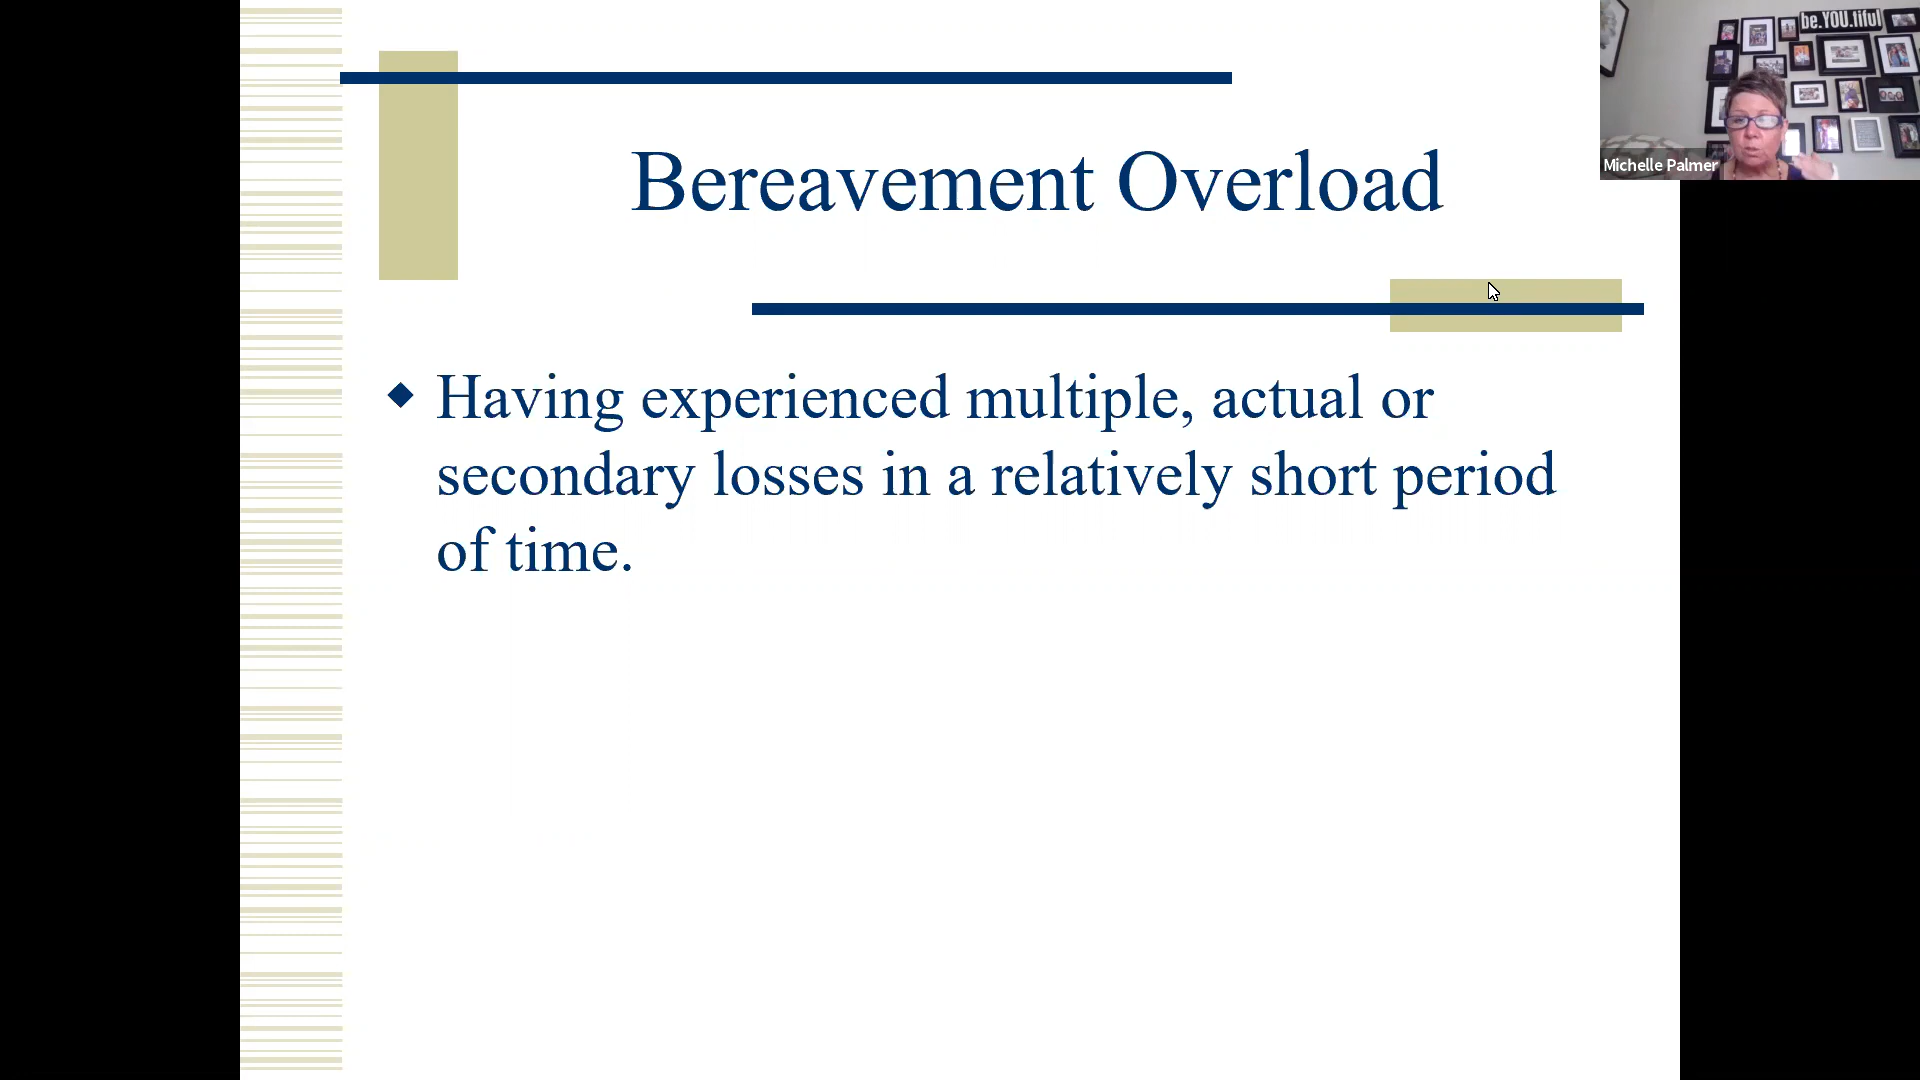 be.YOU.tiful
Michelle Palmer
Bereavement Overload
Having experienced multiple, actual or
secondary losses in a relatively short period
of time.